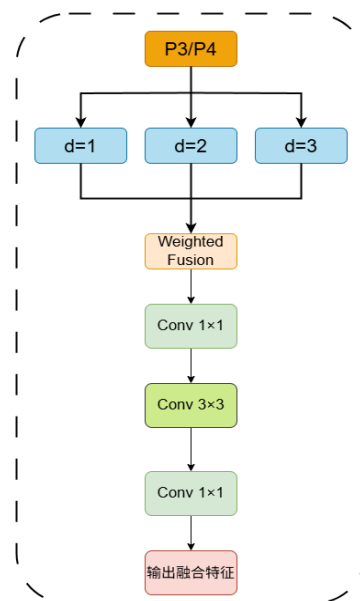 P3/P4
d=1
d=2
d=3
Weighted
Fusion
Conv 1×1
Conv 3×3
Conv 1×1
输出融合特征